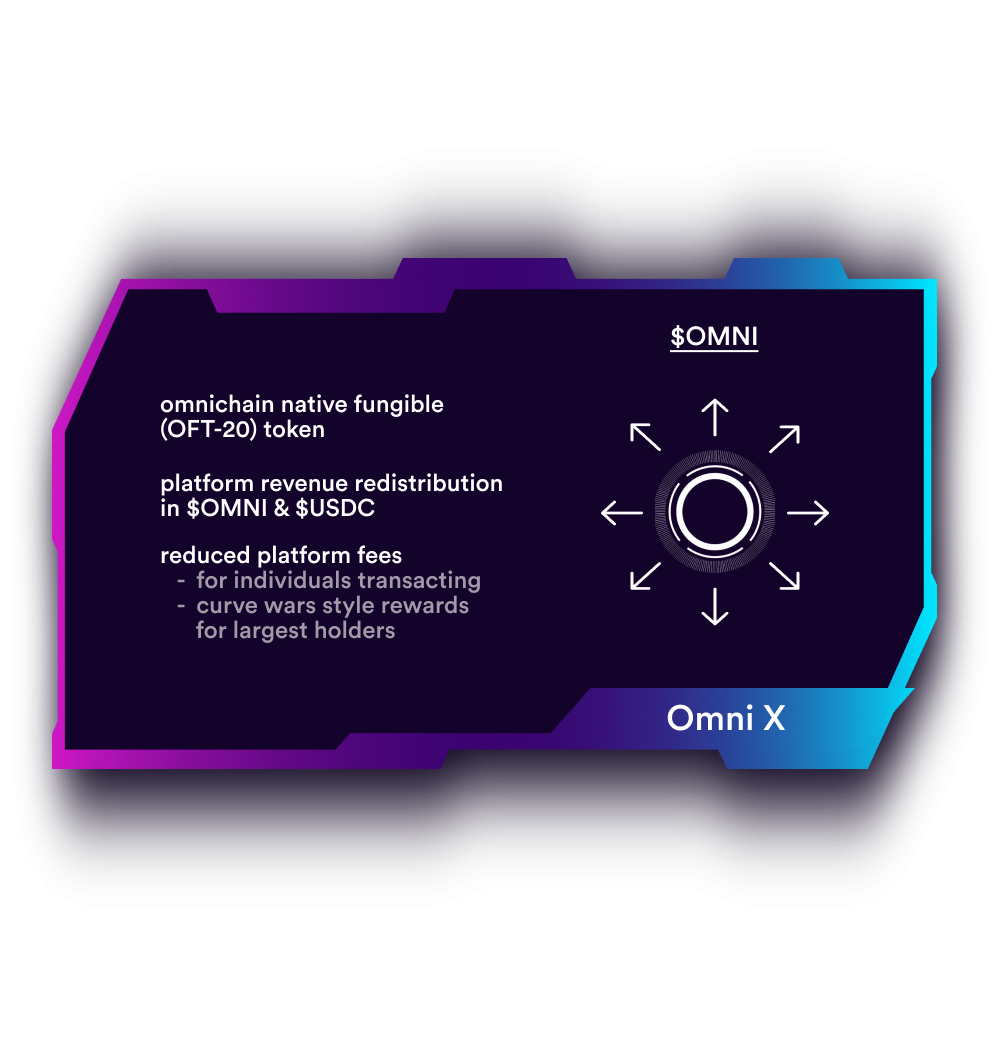 $OMNI
omnichain native fungible
(OFT-20) token
platform revenue redistribution
in $OMNI & $USDC
reduced platform fees
- for individuals transacting
- curve wars style rewards
for largest holders
Omni X